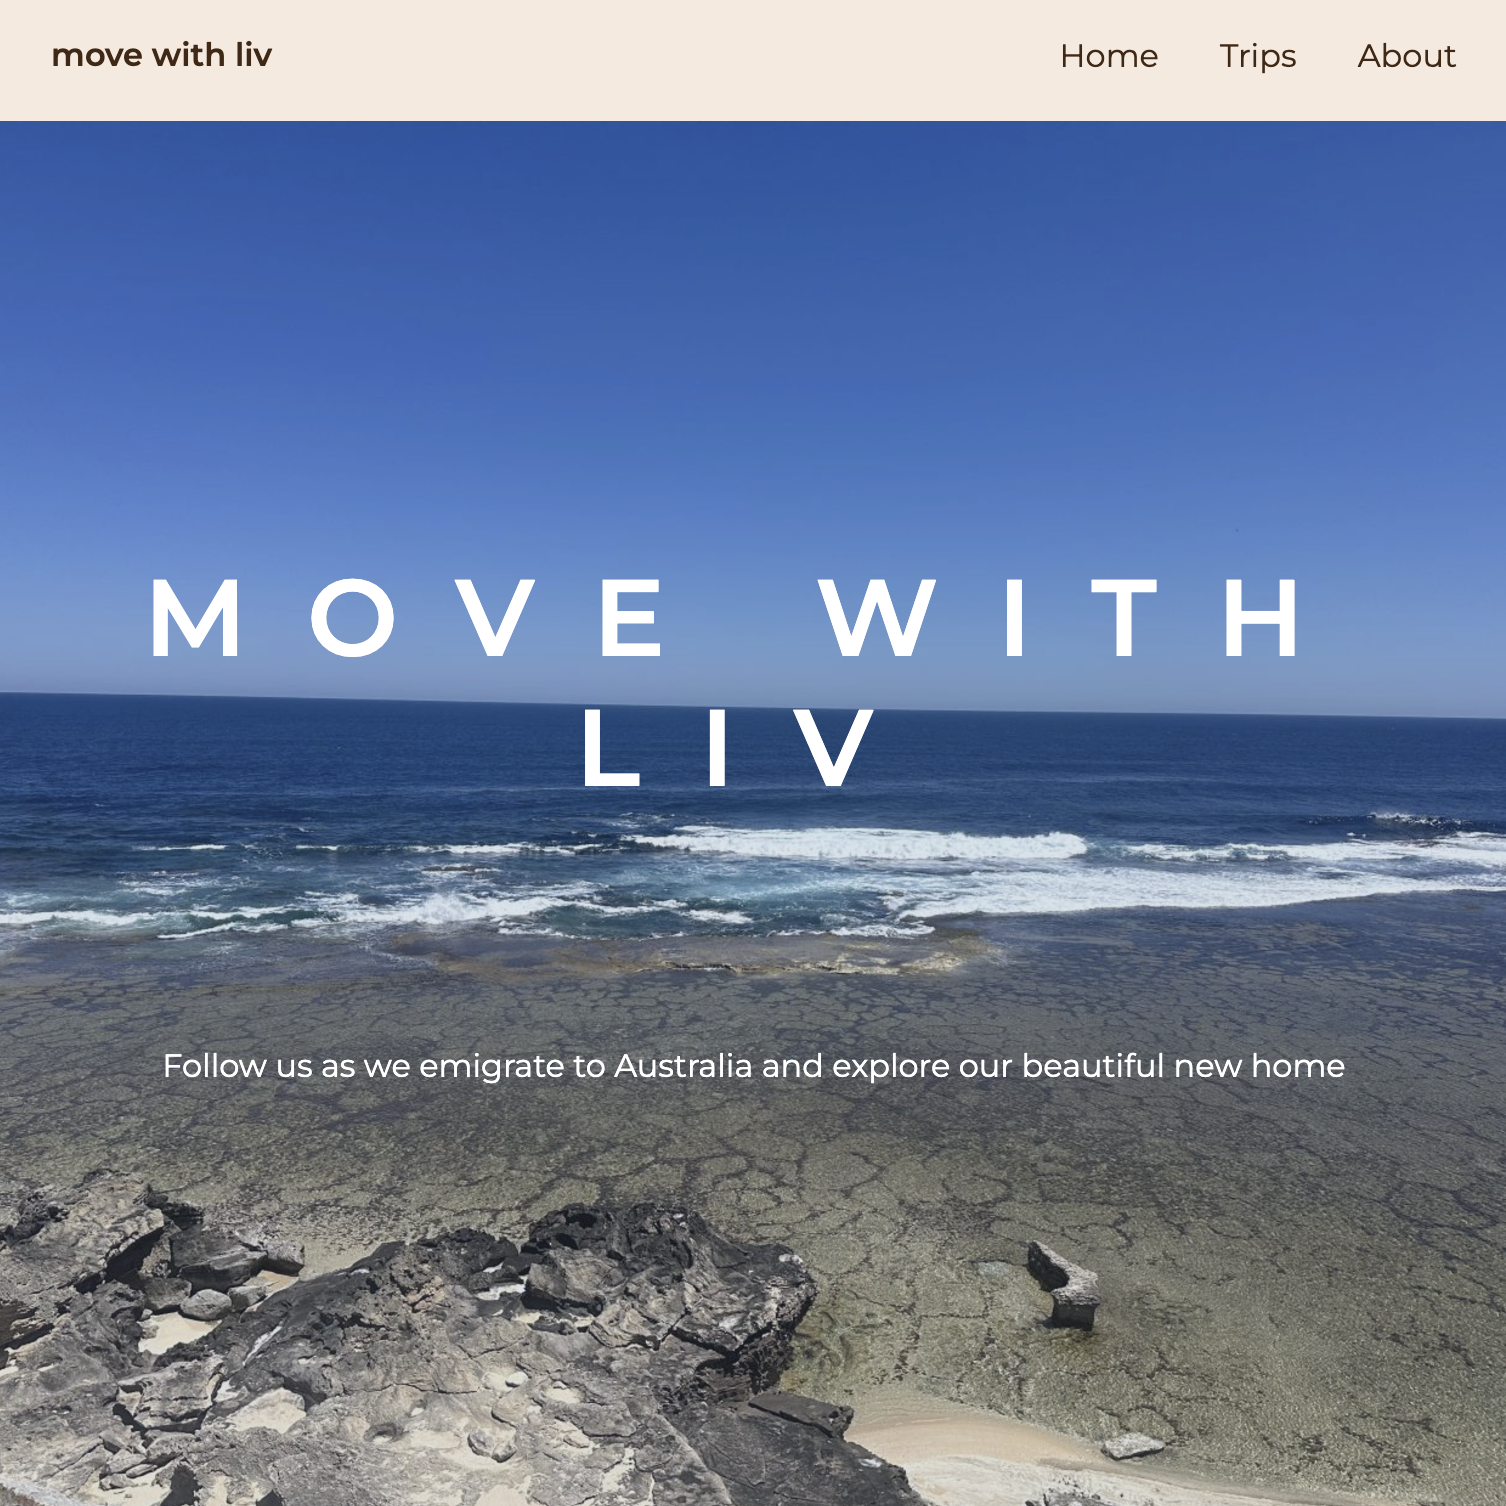 move with liv
Home Trips About
MOVE WITH
LIV
Follow us as we emigrate to Australia and explore our beautiful new home